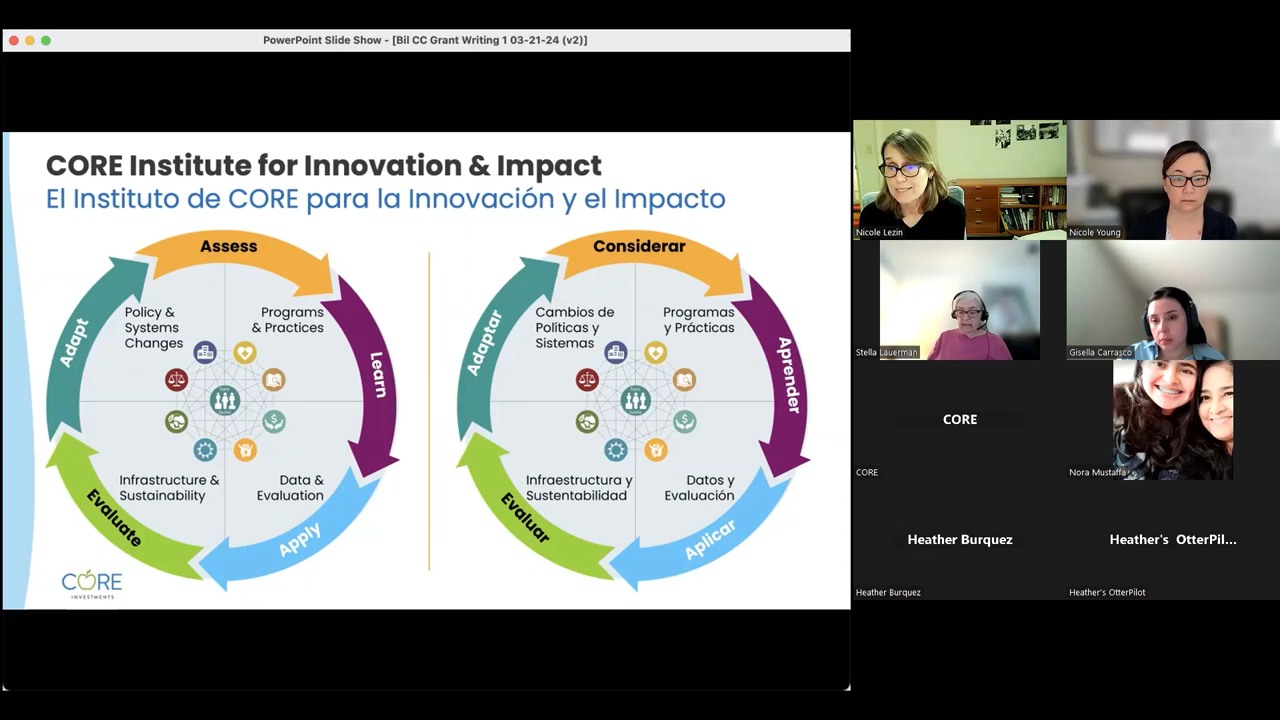 PowerPoint Slide Show - [Bil CC Grant Writing 1 03-21-24 (v2)]
CORE Institute for Innovation & Impact
El Instituto de CORE para la Innovación y el Impacto
Assess
Learn
Apply
Evaluate
Adapt
Policy &
Systems
Changes
Programs
& Practices
Infrastructure &
Sustainability
Data &
Evaluation
Considerar
Aprender
Aplicar
Evaluar
Adaptar
Cambios de
Políticas y
Sistemas
Programas
y Prácticas
Infraestructura y
Sustentabilidad
Datos y
Evaluación
CORE
INVESTMENTS
Nicole Lezin
Nicole Young
Stella Lauerman
Gisella Carrasco
CORE
CORE
Nora Mustaffa
Heather Burquez
Heather Burquez
Heather's OtterPil...
Heather's OtterPilot